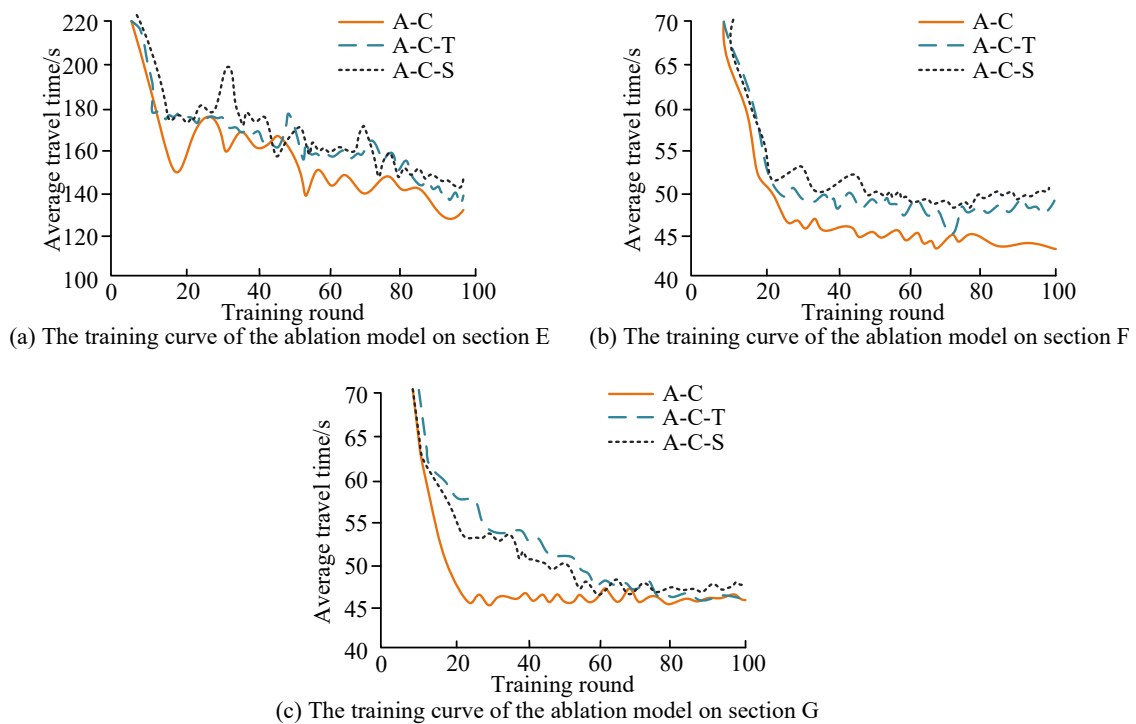 220
200
180
160
140
120
100
Average travel time/s
A-C
A-C-T
A-C-S
0 20 40 60 80 100
Training round
(a) The training curve of the ablation model on section E
70
65
60
55
50
45
40
Average travel time/s
A-C
A-C-T
A-C-S
0 20 40 60 80 100
Training round
(b) The training curve of the ablation model on section F
70
65
60
55
50
45
40
Average travel time/s
A-C
A-C-T
A-C-S
0 20 40 60 80 100
Training round
(c) The training curve of the ablation model on section G